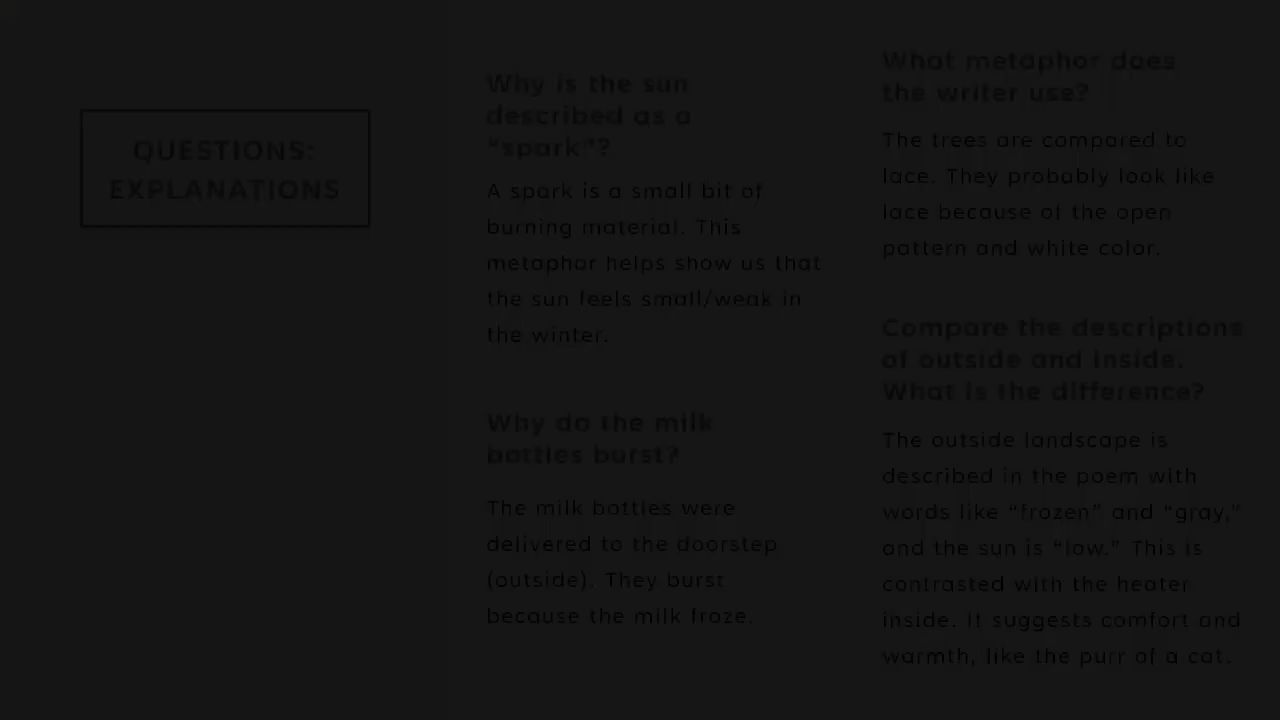 QUESTIONS:
EXPLANATIONS
Why is the sun
described as a
“spark”?
A spark is a small bit of
burning material. This
metaphor helps show us that
the sun feels small/weak in
the winter.
Why do the milk
bottles burst?
The milk bottles were
delivered to the doorstep
(outside). They burst
because the milk froze.
What metaphor does
the writer use?
The trees are compared to
lace. They probably look like
lace because of the open
pattern and white color.
Compare the descriptions
of outside and inside.
What is the difference?
The outside landscape is
described in the poem with
words like “frozen” and “gray,”
and the sun is “low.” This is
contrasted with the heater
inside. It suggests comfort and
warmth, like the purr of a cat.